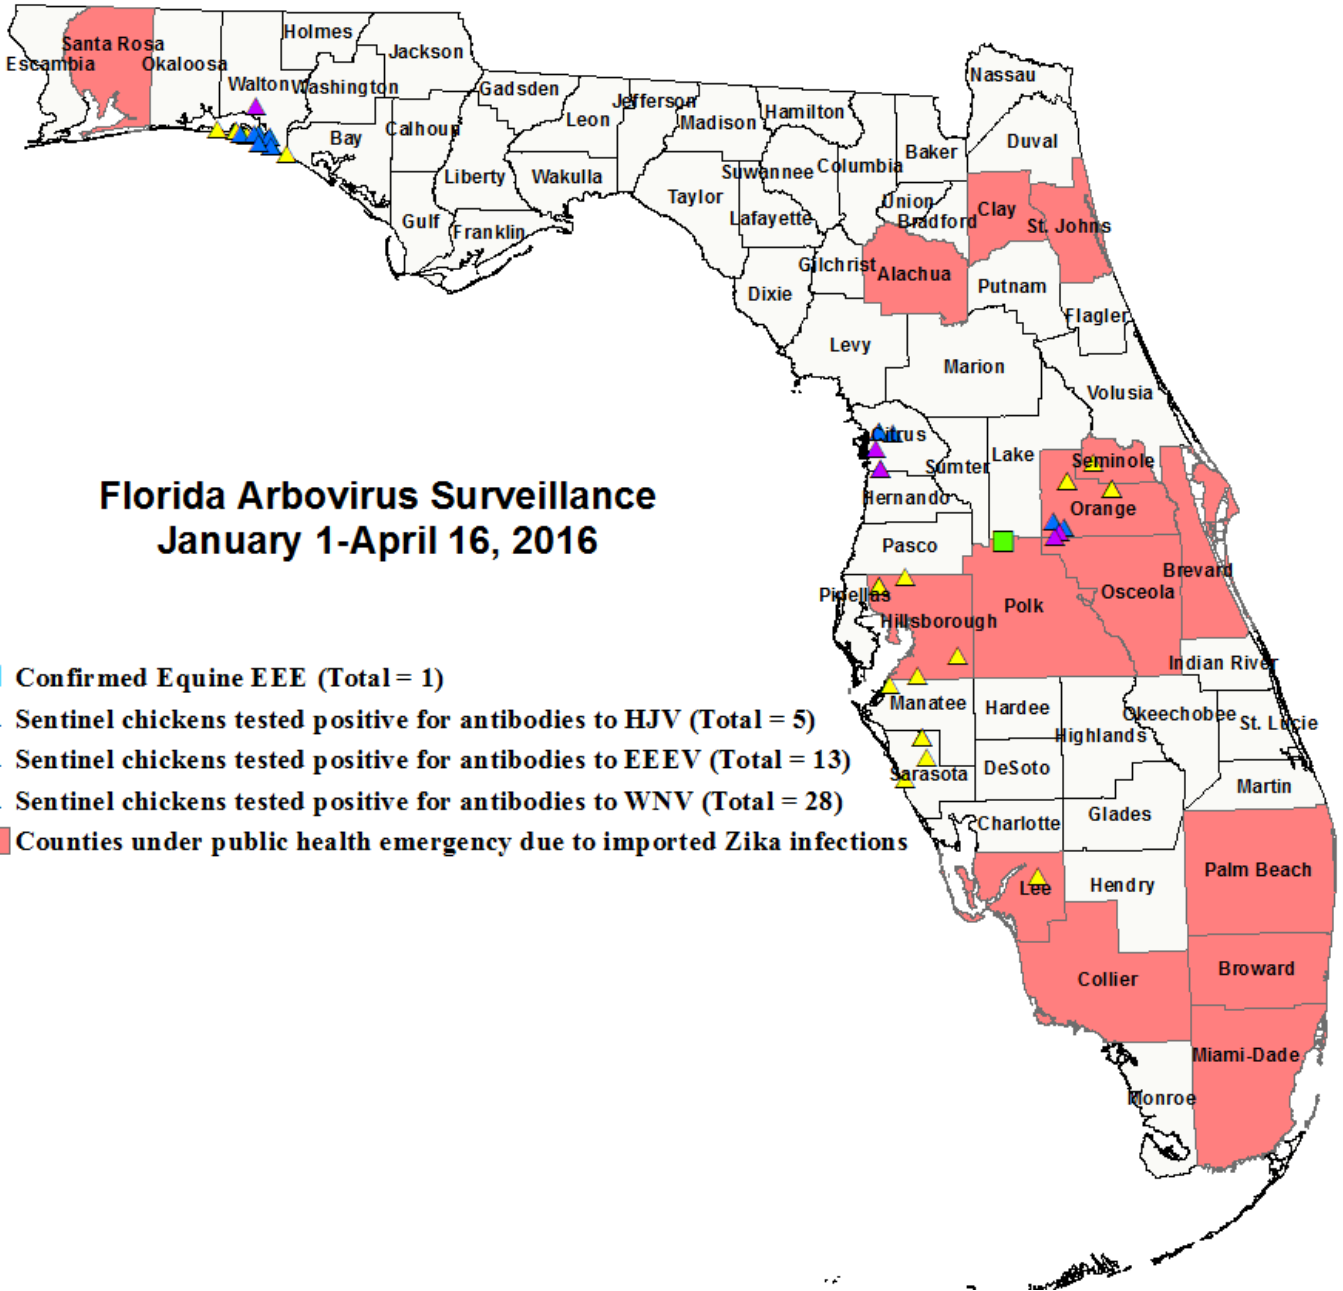 Holmes
Jackson
Santa Rosa
Escambia
Okaloosa
Walton
Washington
Gadsden
Nassau
Jefferson
Hamilton
Leon
Madison
Calhoun
Bay
Duval
Baker
Columbia
Suwannee
Liberty
Wakulla
Taylor
Union
Bradford
Clay
Lafayette
Gulf
Franklin
St. Johns
Gilchrist
Alachua
Putnam
Dixie
Flagler
Levy
Marion
Volusia
Citrus
Lake
Seminole
Sumter
Florida Arbovirus Surveillance
January 1-April 16, 2016
Hernando
Orange
Pasco
Brevard
Osceola
Pinellas
Polk
Hillsborough
Indian River
Confirmed Equine EEE (Total = 1)
Manatee
Hardee
Okeechobee
St. Lucie
Sentinel chickens tested positive for antibodies to HJV (Total = 5)
Highlands
Sentinel chickens tested positive for antibodies to EEEV (Total = 13)
Sarasota
DeSoto
Martin
Sentinel chickens tested positive for antibodies to WNV (Total = 28)
Charlotte
Glades
Counties under public health emergency due to imported Zika infections
Palm Beach
Lee
Hendry
Broward
Collier
Miami-Dade
Monroe